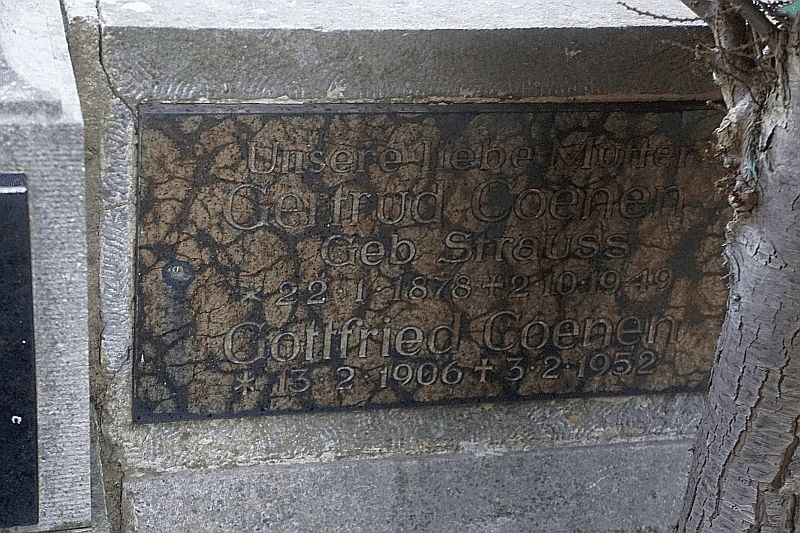 Unsere liebe Mutter
Gertrud Coenen
Geb Strauss
* 22·1·1878 + 2·10·1949
Gottfried Coenen
* 13·2·1906 + 3·2·1952